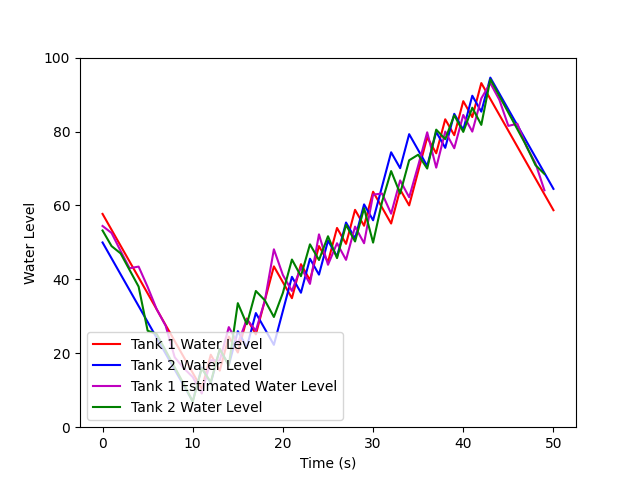 100
80
60
40
20
0
Water Level
Tank 1 Water Level
Tank 2 Water Level
Tank 1 Estimated Water Level
Tank 2 Water Level
0 10 20 30 40 50
Time (s)